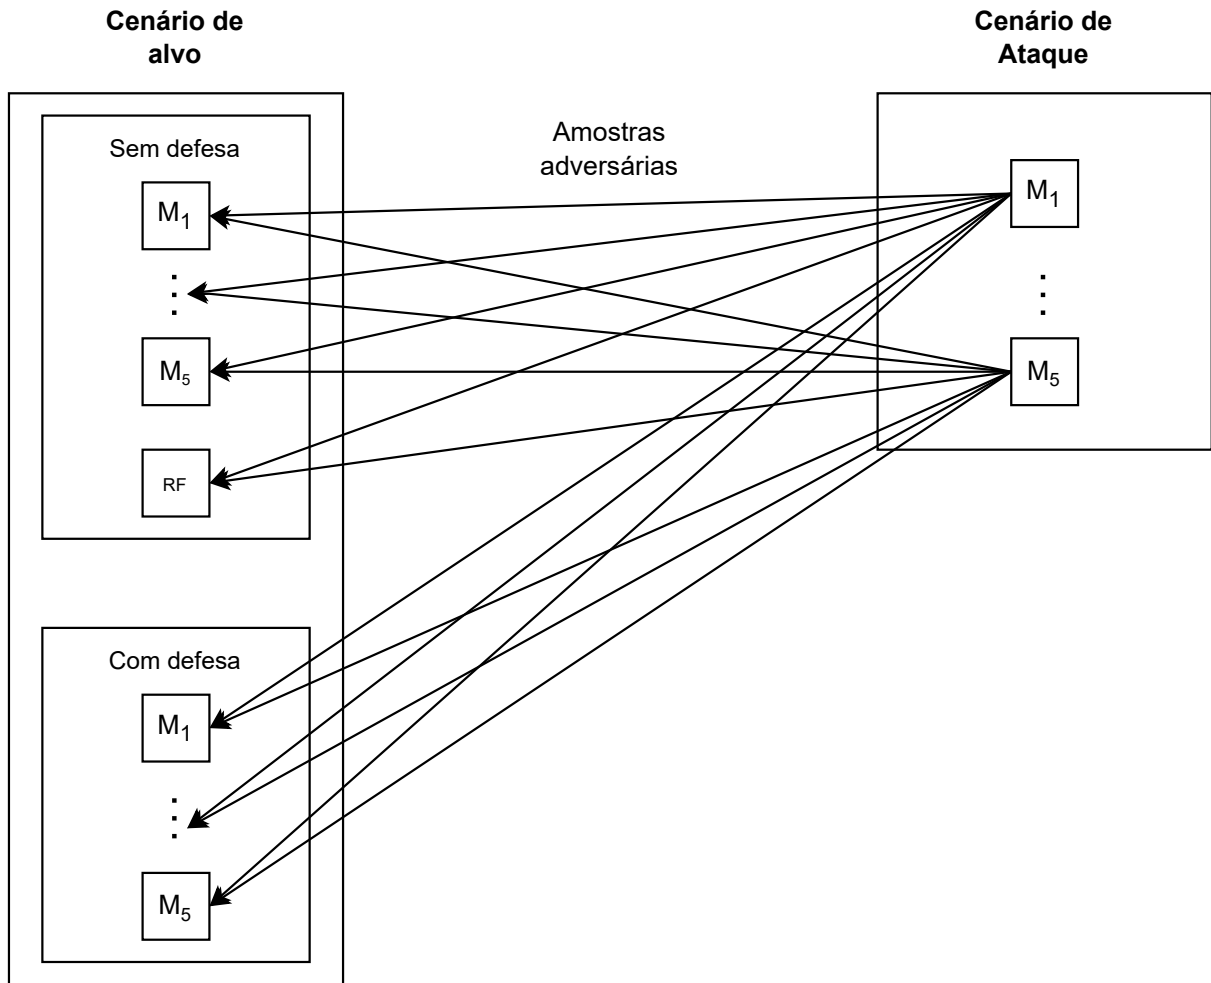 Cenário de
alvo
Cenário de
Ataque
Sem defesa
Amostras
adversárias
M₁
⋮
M₅
RF
M₁
⋮
M₅
Com defesa
M₁
⋮
M₅